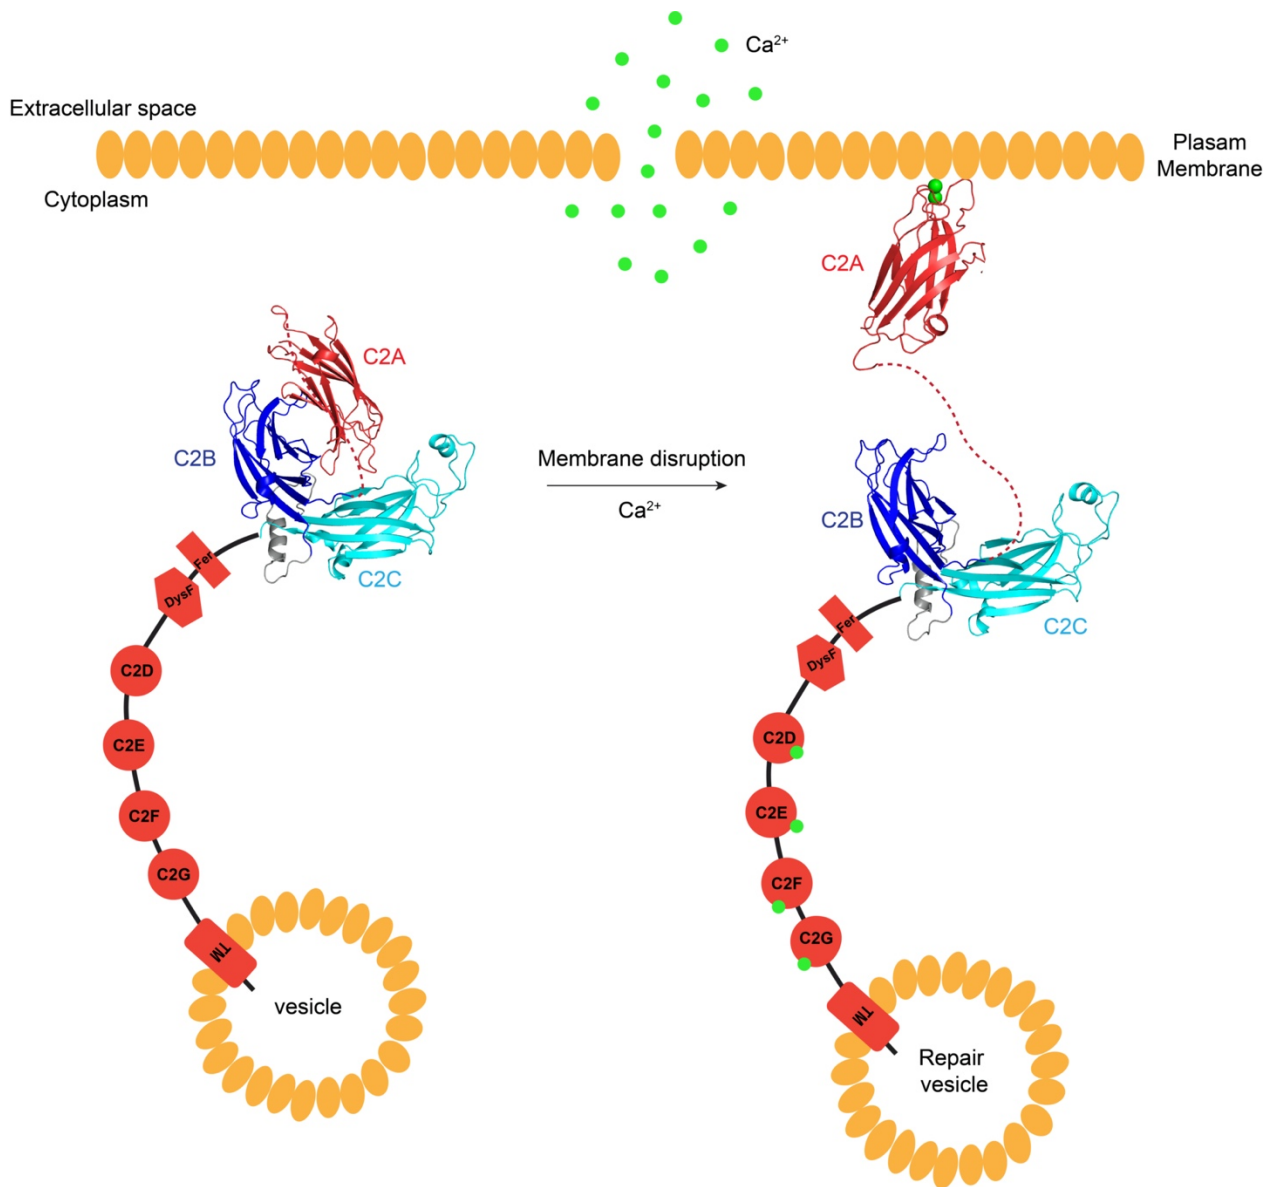 Ca²⁺
Extracellular space
Plasam
Membrane
Cytoplasm
C2A
C2A
C2B
Membrane disruption
Ca²⁺
C2B
C2C
C2C
Fer
DysF
Fer
DysF
C2D
C2D
C2E
C2E
C2F
C2F
C2G
C2G
TM
vesicle
TM
Repair
vesicle